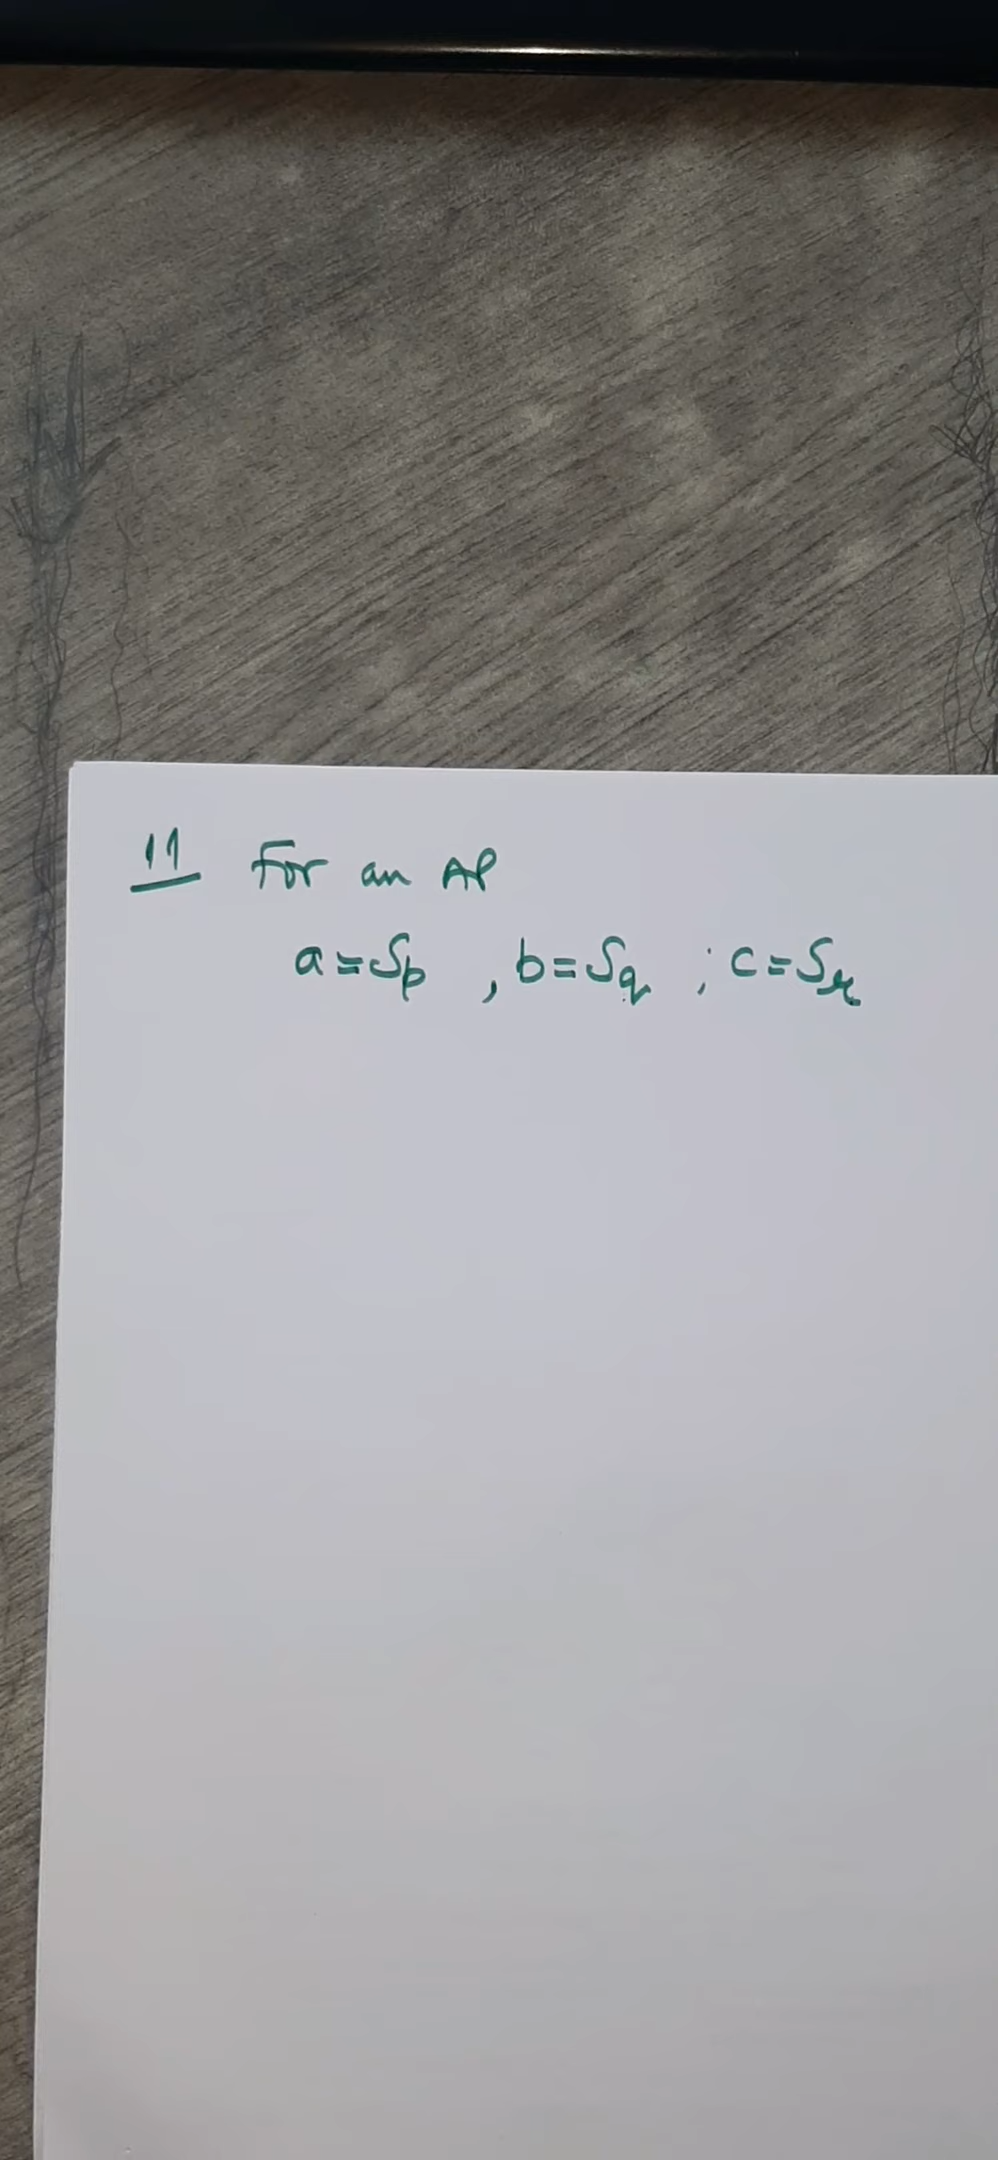 11 For an AP
a = Sp , b = Sq ; c = Sr